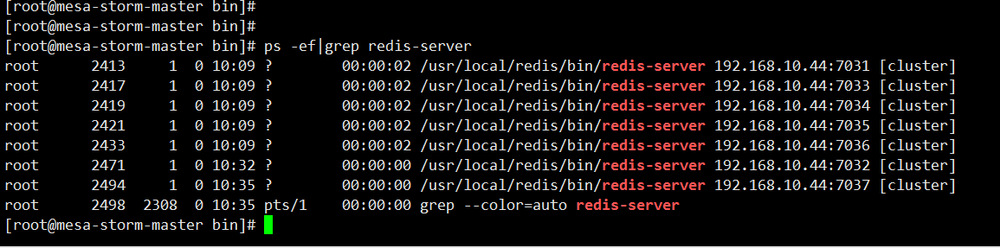 [root@mesa-storm-master bin]#
[root@mesa-storm-master bin]#
[root@mesa-storm-master bin]# ps -ef|grep redis-server
root      2413     1  0 10:09 ?        00:00:02 /usr/local/redis/bin/redis-server 192.168.10.44:7031 [cluster]
root      2417     1  0 10:09 ?        00:00:02 /usr/local/redis/bin/redis-server 192.168.10.44:7033 [cluster]
root      2419     1  0 10:09 ?        00:00:02 /usr/local/redis/bin/redis-server 192.168.10.44:7034 [cluster]
root      2421     1  0 10:09 ?        00:00:02 /usr/local/redis/bin/redis-server 192.168.10.44:7035 [cluster]
root      2433     1  0 10:09 ?        00:00:02 /usr/local/redis/bin/redis-server 192.168.10.44:7036 [cluster]
root      2471     1  0 10:32 ?        00:00:00 /usr/local/redis/bin/redis-server 192.168.10.44:7032 [cluster]
root      2494     1  0 10:35 ?        00:00:00 /usr/local/redis/bin/redis-server 192.168.10.44:7037 [cluster]
root      2498  2308  0 10:35 pts/1    00:00:00 grep --color=auto redis-server
[root@mesa-storm-master bin]#